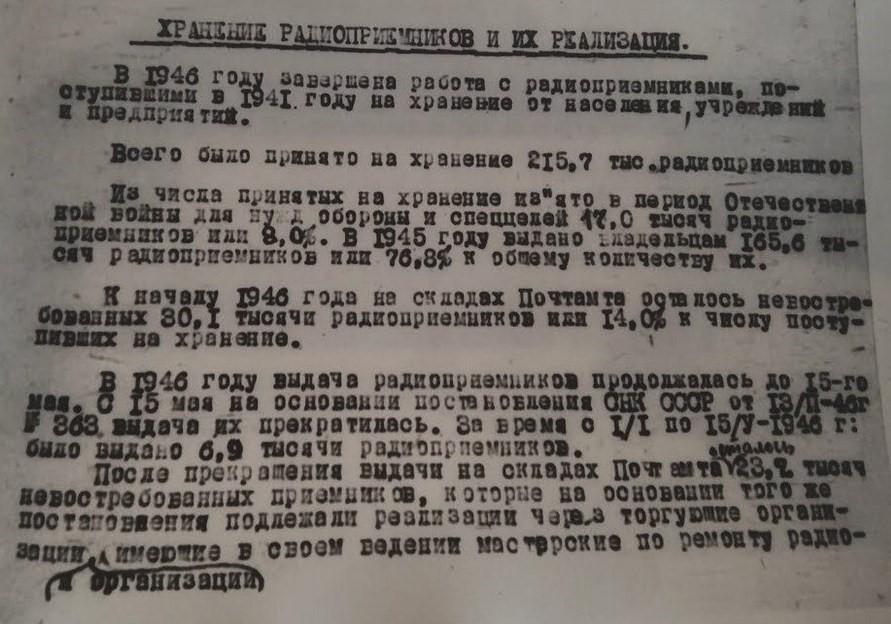 ХРАНЕНИЕ РАДИОПРИЕМНИКОВ И ИХ РЕАЛИЗАЦИЯ.
В 1946 году завершена работа с радиоприемниками, по-
ступившими в 1941 году на хранение от населения, учреждений
и предприятий.
Всего было принято на хранение 215,7 тыс.радиоприемников
Из числа принятых на хранение из"ято в период Отечествен
ной войны для нужд обороны и спеццелей 17,0 тысяч радио-
приемников или 8,0%. В 1945 году выдано владельцам 165,6 ты-
сяч радиоприемников или 76,8% к общему количеству их.
К началу 1946 года на складах Почтамта осталось невостре-
бованных 30,1 тысячи радиоприемников или 14,0% к числу посту-
пивших на хранение.
В 1946 году выдача радиоприемников продолжалась до 15-го
мая. С 15 мая на основании постановления СНК СССР от 13/II-46г
№ 363 выдача их прекратилась. За время с I/I по 15/У-1946 г:
было выдано 6,9 тысячи радиоприемников.
После прекращения выдачи на складах Почтамта осталось 23,2 тысяч
невостребованных приемников, которые на основании того же
постановления подлежали реализации через торгующие органи-
зации, имеющие в своем ведении мастерские по ремонту радио-
и организации